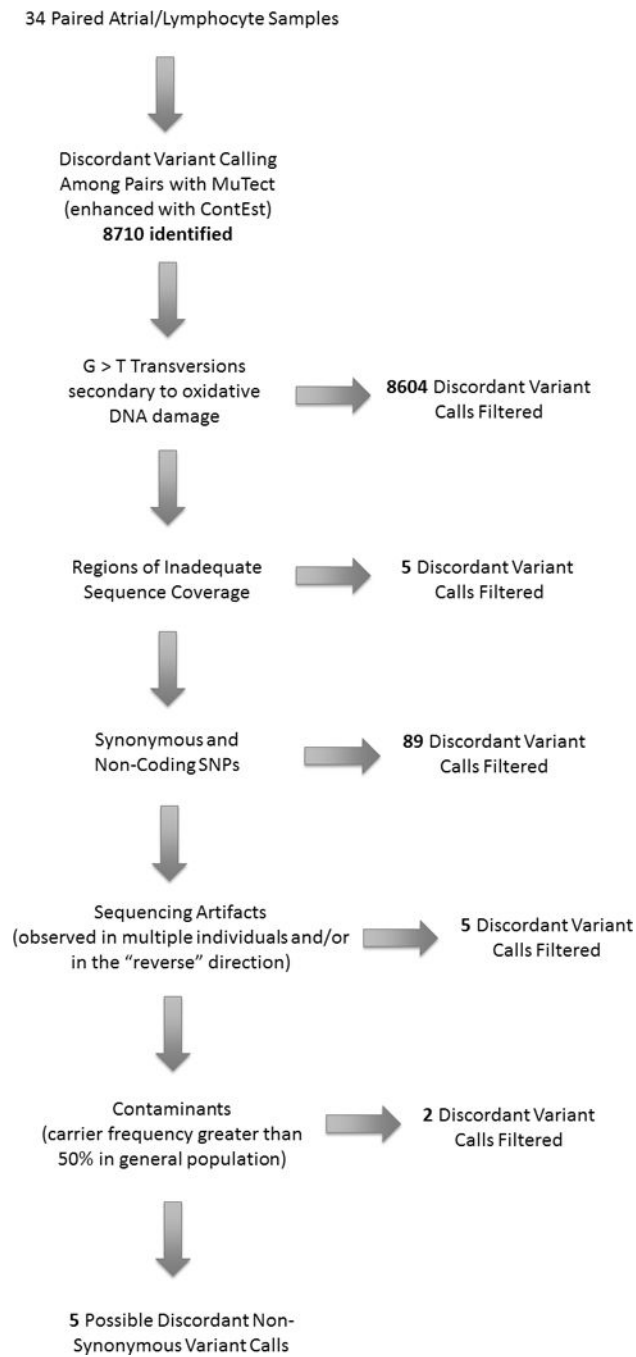 34 Paired Atrial/Lymphocyte Samples
Discordant Variant Calling
Among Pairs with MuTect
(enhanced with ContEst)
8710 identified
G > T Transversions
secondary to oxidative
DNA damage
8604 Discordant Variant
Calls Filtered
Regions of Inadequate
Sequence Coverage
5 Discordant Variant
Calls Filtered
Synonymous and
Non-Coding SNPs
89 Discordant Variant
Calls Filtered
Sequencing Artifacts
(observed in multiple individuals and/or
in the “reverse” direction)
5 Discordant Variant
Calls Filtered
Contaminants
(carrier frequency greater than
50% in general population)
2 Discordant Variant
Calls Filtered
5 Possible Discordant Non-
Synonymous Variant Calls